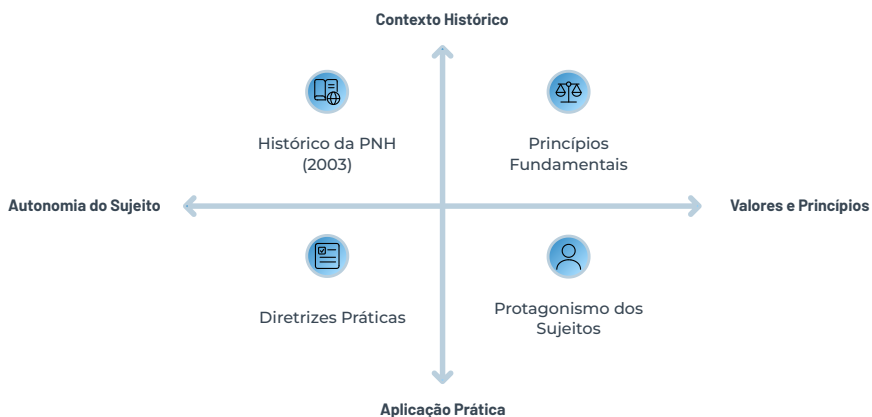 Contexto Histórico
Histórico da PNH
(2003)
Princípios
Fundamentais
Autonomia do Sujeito
Valores e Princípios
Diretrizes Práticas
Protagonismo dos
Sujeitos
Aplicação Prática